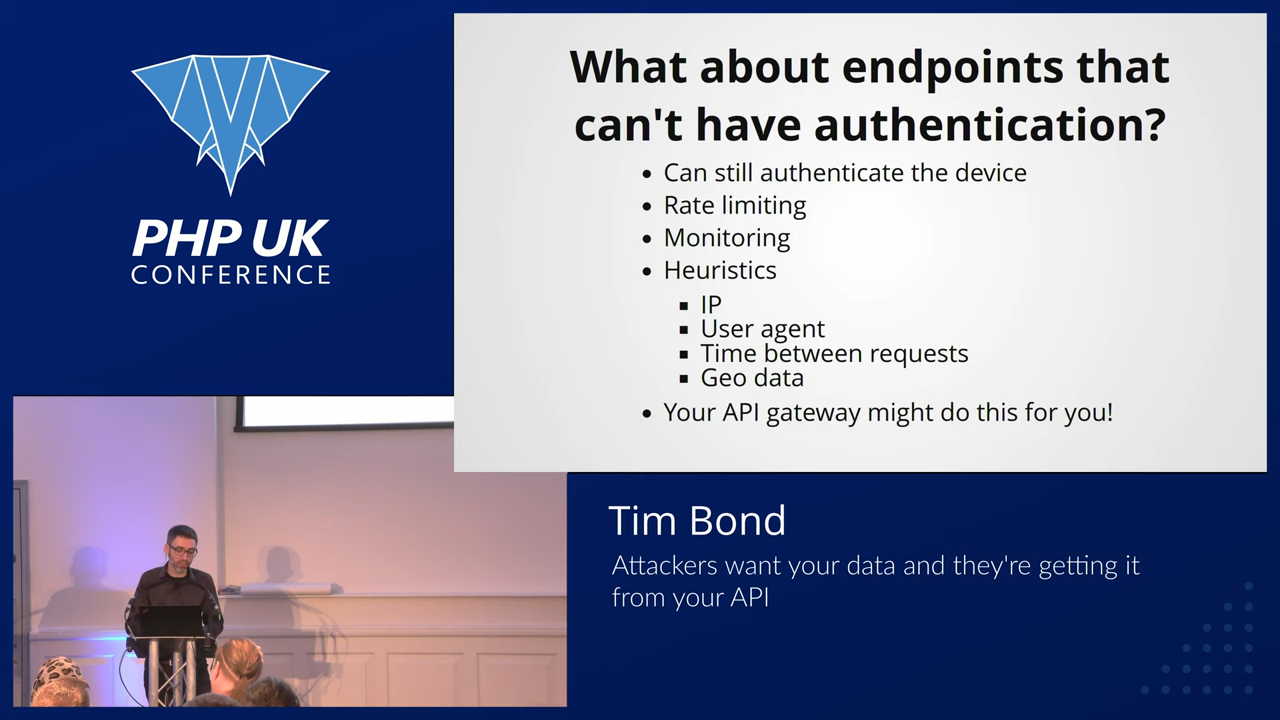 PHP UK
CONFERENCE
What about endpoints that
can't have authentication?
Can still authenticate the device
Rate limiting
Monitoring
Heuristics
IP
User agent
Time between requests
Geo data
Your API gateway might do this for you!
Tim Bond
Attackers want your data and they're getting it
from your API